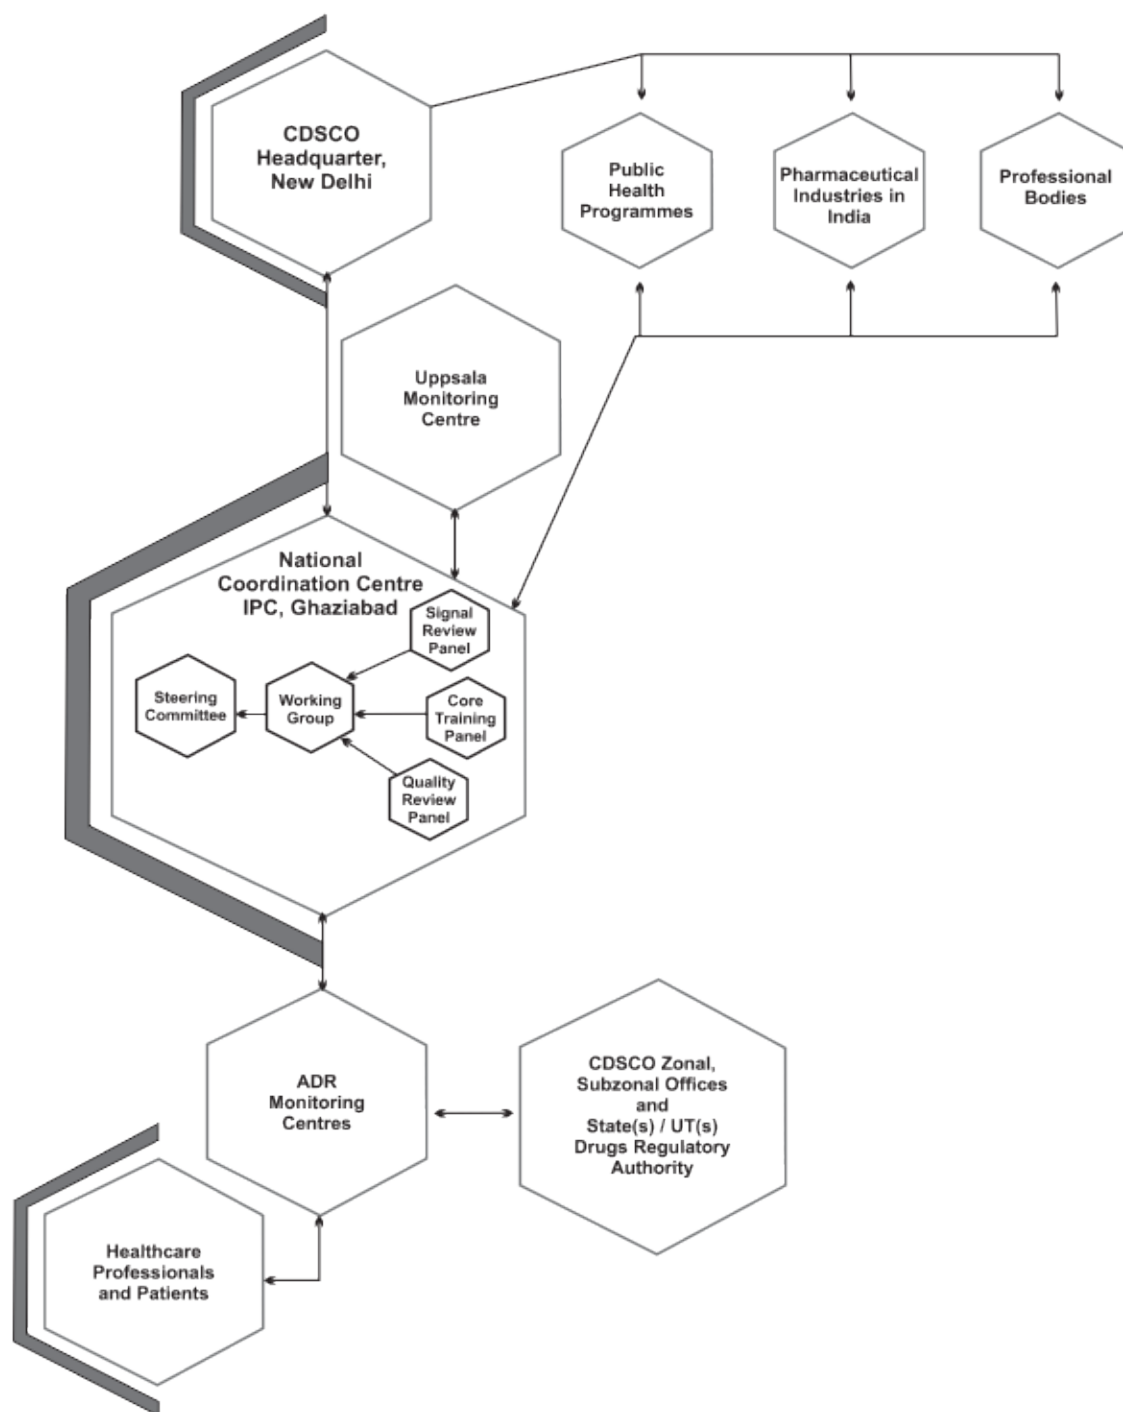 CDSCO
Headquarter,
New Delhi
Public
Health
Programmes
Pharmaceutical
Industries in
India
Professional
Bodies
Uppsala
Monitoring
Centre
National
Coordination Centre
IPC, Ghaziabad
Signal
Review
Panel
Steering
Committee
Working
Group
Core
Training
Panel
Quality
Review
Panel
ADR
Monitoring
Centres
CDSCO Zonal,
Subzonal Offices
and
State(s) / UT(s)
Drugs Regulatory
Authority
Healthcare
Professionals
and Patients